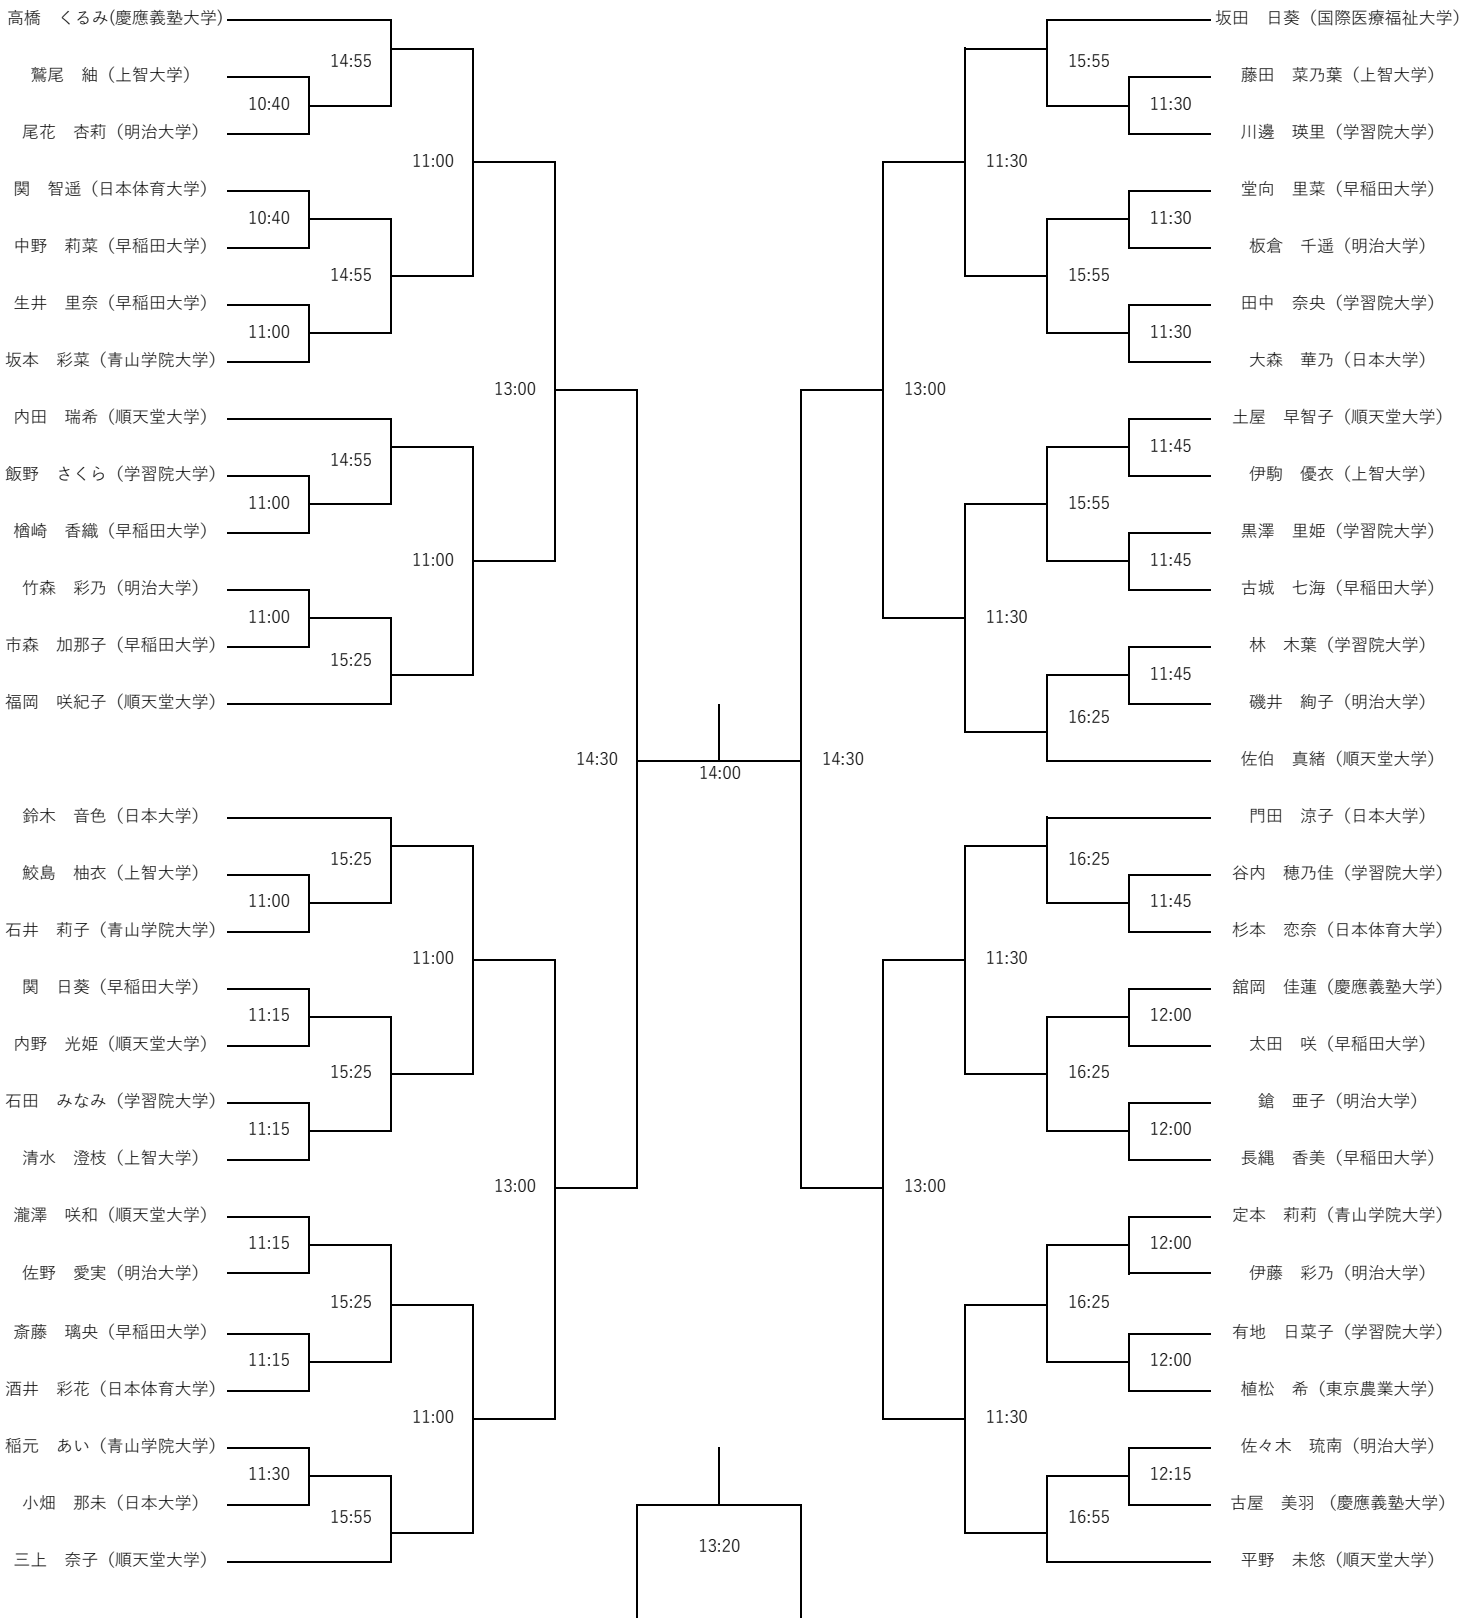 高橋　くるみ(慶應義塾大学)
14:55
鷲尾　紬（上智大学）
10:40
尾花　杏莉（明治大学）
11:00
関　智遥（日本体育大学）
10:40
中野　莉菜（早稲田大学）
14:55
生井　里奈（早稲田大学）
11:00
坂本　彩菜（青山学院大学）
13:00
内田　瑞希（順天堂大学）
14:55
飯野　さくら（学習院大学）
11:00
楢崎　香織（早稲田大学）
11:00
竹森　彩乃（明治大学）
11:00
市森　加那子（早稲田大学）
15:25
福岡　咲紀子（順天堂大学）
14:30
鈴木　音色（日本大学）
15:25
鮫島　柚衣（上智大学）
11:00
石井　莉子（青山学院大学）
11:00
関　日葵（早稲田大学）
11:15
内野　光姫（順天堂大学）
15:25
石田　みなみ（学習院大学）
11:15
清水　澄枝（上智大学）
13:00
瀧澤　咲和（順天堂大学）
11:15
佐野　愛実（明治大学）
15:25
斎藤　璃央（早稲田大学）
11:15
酒井　彩花（日本体育大学）
11:00
稲元　あい（青山学院大学）
11:30
小畑　那未（日本大学）
15:55
三上　奈子（順天堂大学）
14:00
13:20
坂田　日葵（国際医療福祉大学）
15:55
藤田　菜乃葉（上智大学）
11:30
川邊　瑛里（学習院大学）
11:30
堂向　里菜（早稲田大学）
11:30
板倉　千遥（明治大学）
15:55
田中　奈央（学習院大学）
11:30
大森　華乃（日本大学）
13:00
土屋　早智子（順天堂大学）
11:45
伊駒　優衣（上智大学）
15:55
黒澤　里姫（学習院大学）
11:45
古城　七海（早稲田大学）
11:30
林　木葉（学習院大学）
11:45
磯井　絢子（明治大学）
16:25
佐伯　真緒（順天堂大学）
14:30
門田　涼子（日本大学）
16:25
谷内　穂乃佳（学習院大学）
11:45
杉本　恋奈（日本体育大学）
11:30
舘岡　佳蓮（慶應義塾大学）
12:00
太田　咲（早稲田大学）
16:25
鎗　亜子（明治大学）
12:00
長縄　香美（早稲田大学）
13:00
定本　莉莉（青山学院大学）
12:00
伊藤　彩乃（明治大学）
16:25
有地　日菜子（学習院大学）
12:00
植松　希（東京農業大学）
11:30
佐々木　琉南（明治大学）
12:15
古屋　美羽　（慶應義塾大学）
16:55
平野　未悠（順天堂大学）